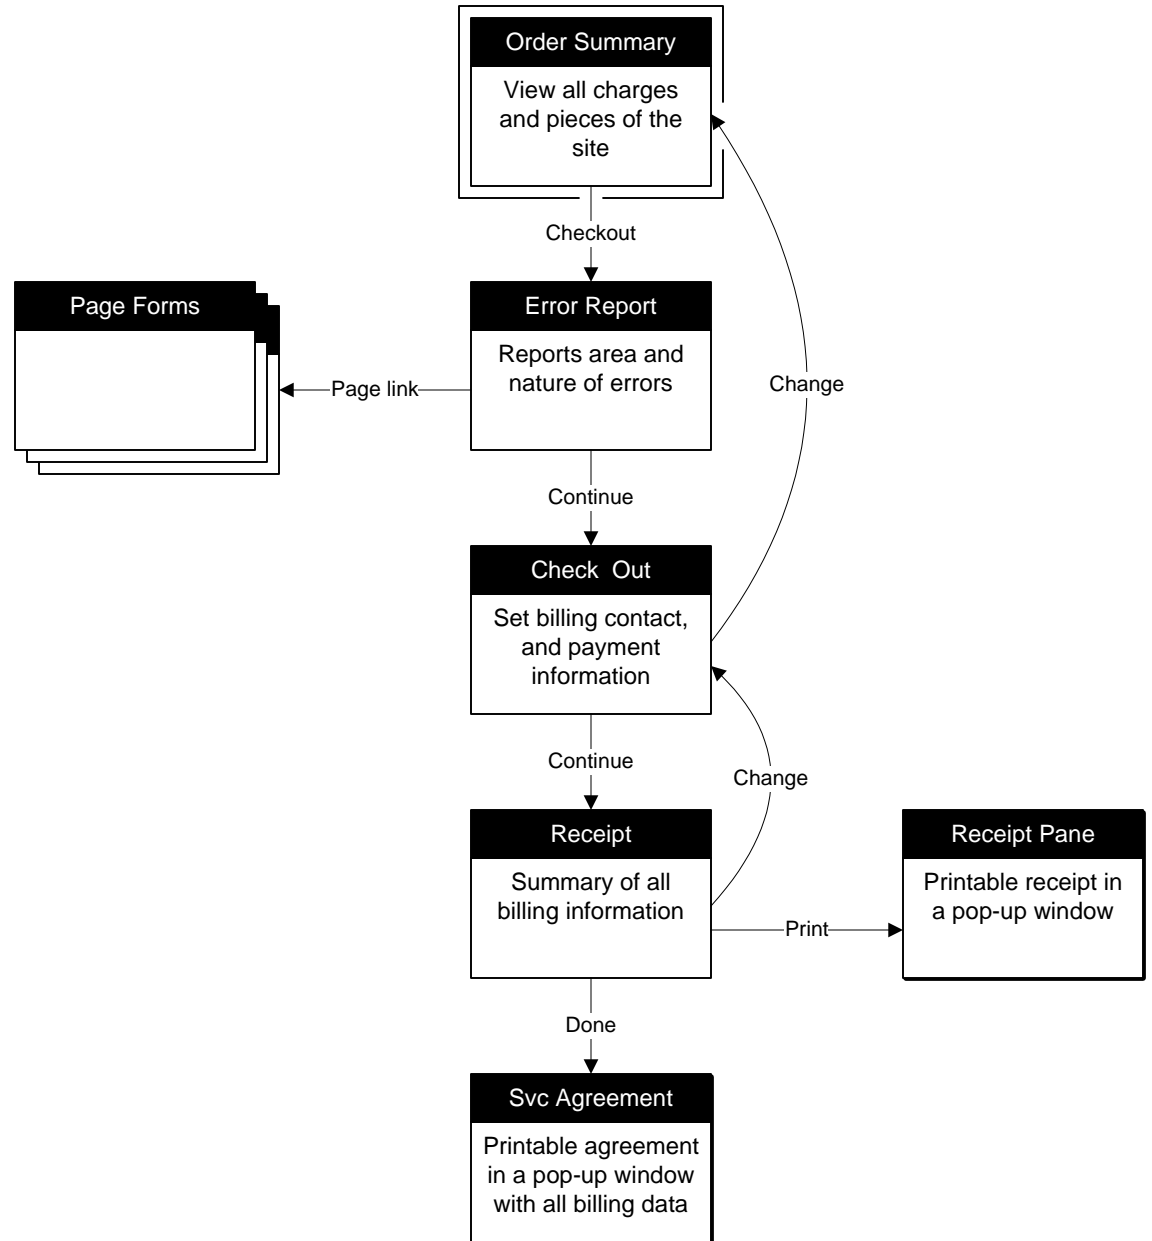 Order Summary
View all charges
and pieces of the
site
Checkout
Page Forms
Error Report
Reports area and
nature of errors
Page link
Change
Continue
Check  Out
Set billing contact,
and payment
information
Continue
Change
Receipt
Summary of all
billing information
Print
Receipt Pane
Printable receipt in
a pop-up window
Done
Svc Agreement
Printable agreement
in a pop-up window
with all billing data